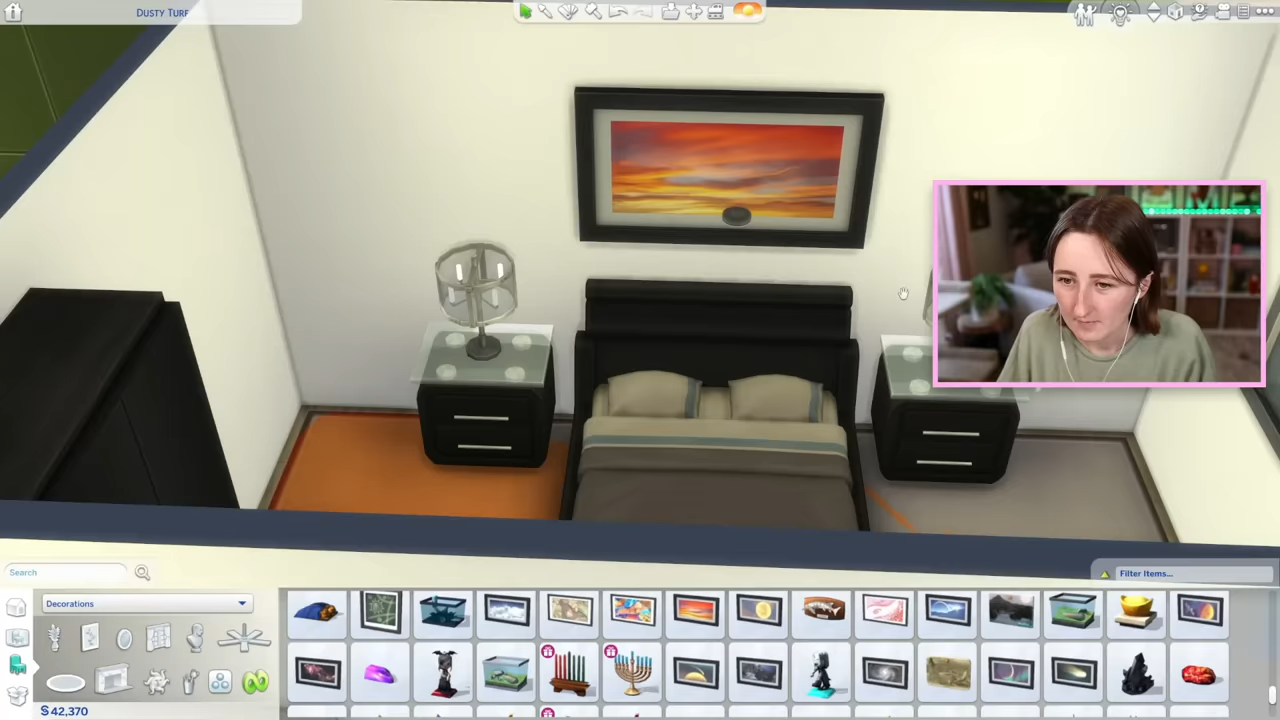 DUSTY TURF
Search
Filter Items...
Decorations
§42,370